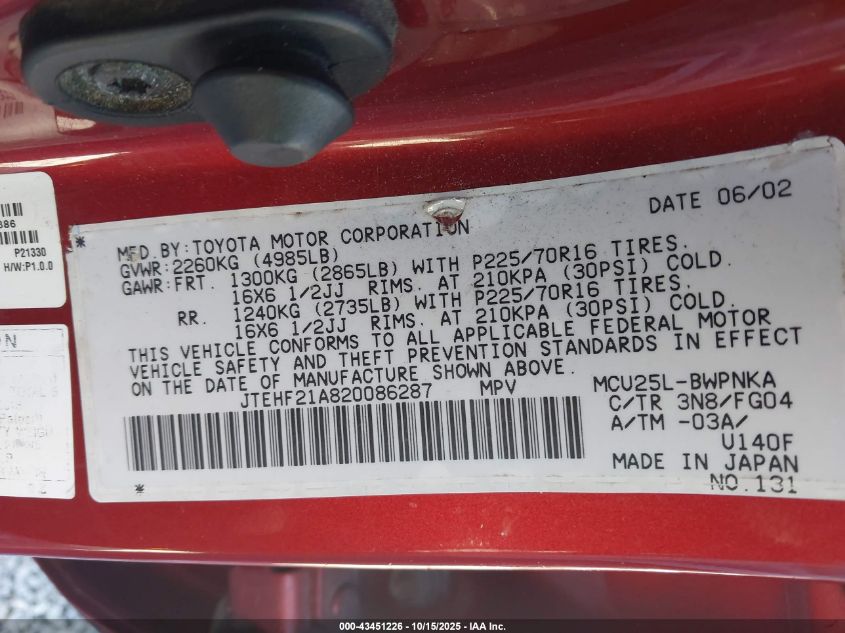 DATE 06/02
MFD.BY:TOYOTA MOTOR CORPORATION
GVWR:2260KG (4985LB)
GAWR:FRT. 1300KG (2865LB) WITH P225/70R16 TIRES.
16X6 1/2JJ RIMS. AT 210KPA (30PSI) COLD.
RR. 1240KG (2735LB) WITH P225/70R16 TIRES.
16X6 1/2JJ RIMS. AT 210KPA (30PSI) COLD.
THIS VEHICLE CONFORMS TO ALL APPLICABLE FEDERAL MOTOR
VEHICLE SAFETY AND THEFT PREVENTION STANDARDS IN EFFECT
ON THE DATE OF MANUFACTURE SHOWN ABOVE.
JTEHF21A820086287 MPV MCU25L-BWPNKA
C/TR 3N8/FG04
A/TM -03A/
U140F
MADE IN JAPAN
NO.131
P21330
H/W:P1.0.0
000-43451226 - 10/15/2025 - IAA Inc.